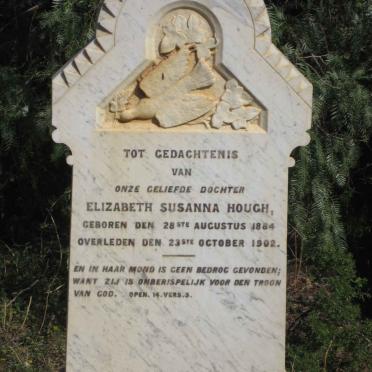 TOT GEDACHTENIS
VAN
ONZE GELIEFDE DOCHTER
ELIZABETH SUSANNA HOUGH,
GEBOREN DEN 28STE AUGUSTUS 1884
OVERLEDEN DEN 23STE OCTOBER 1902.
EN IN HAAR MOND IS GEEN BEDROG GEVONDEN;
WANT ZIJ IS ONBERISPELIJK VOOR DEN TROON
VAN GOD. OPEN. 14. VERS. 5.